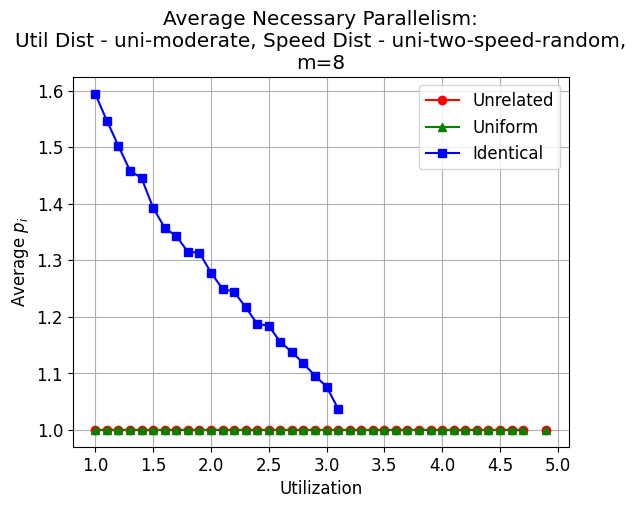 Average Necessary Parallelism:
Util Dist - uni-moderate, Speed Dist - uni-two-speed-random,
m=8
1.6
1.5
1.4
1.3
1.2
1.1
1.0
Average p_i
Unrelated
Uniform
Identical
1.0 1.5 2.0 2.5 3.0 3.5 4.0 4.5 5.0
Utilization